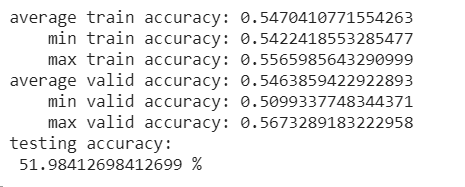 average train accuracy: 0.5470410771554263
min train accuracy: 0.5422418553285477
max train accuracy: 0.5565985643290999
average valid accuracy: 0.5463859422922893
min valid accuracy: 0.5099337748344371
max valid accuracy: 0.5673289183222958
testing accuracy:
51.98412698412699 %